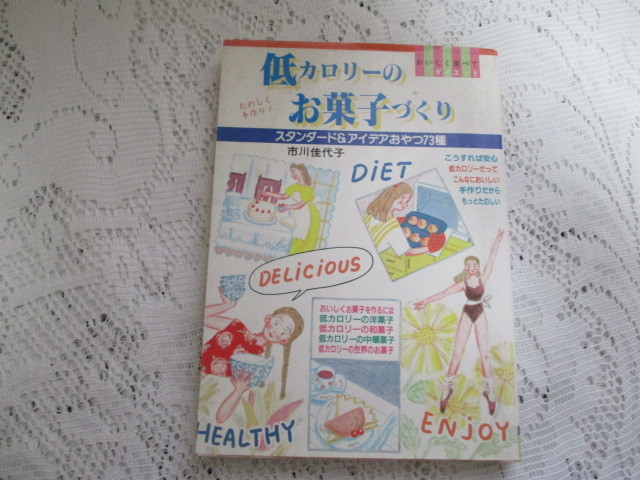 おいしく食べて
ダイエット
低カロリーの
たのしく
手作り!
お菓子づくり
スタンダード&アイデアおやつ73種
市川佳代子
DiET
こうすれば安心
低カロリーだって
こんなにおいしい
手作りだから
もっとたのしい
DELiCiOUS
おいしくお菓子を作るには
低カロリーの洋菓子
低カロリーの和菓子
低カロリーの中華菓子
低カロリーの世界のお菓子
HEALTHY
ENJOY